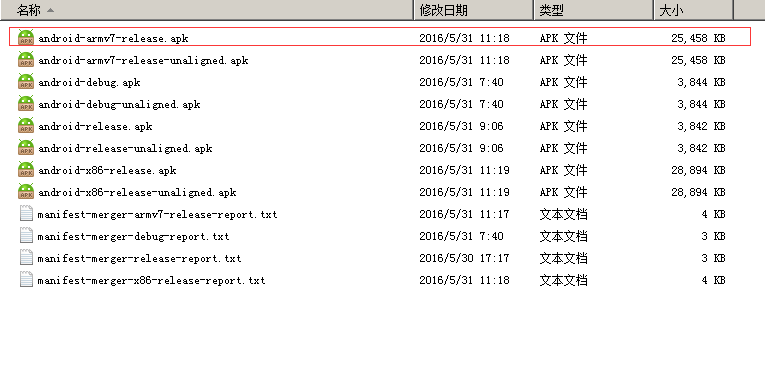 名称 修改日期 类型 大小
android-armv7-release.apk 2016/5/31 11:18 APK 文件 25,458 KB
android-armv7-release-unaligned.apk 2016/5/31 11:18 APK 文件 25,458 KB
android-debug.apk 2016/5/31 7:40 APK 文件 3,844 KB
android-debug-unaligned.apk 2016/5/31 7:40 APK 文件 3,844 KB
android-release.apk 2016/5/31 9:06 APK 文件 3,842 KB
android-release-unaligned.apk 2016/5/31 9:06 APK 文件 3,842 KB
android-x86-release.apk 2016/5/31 11:19 APK 文件 28,894 KB
android-x86-release-unaligned.apk 2016/5/31 11:19 APK 文件 28,894 KB
manifest-merger-armv7-release-report.txt 2016/5/31 11:17 文本文档 4 KB
manifest-merger-debug-report.txt 2016/5/31 7:40 文本文档 3 KB
manifest-merger-release-report.txt 2016/5/30 17:17 文本文档 3 KB
manifest-merger-x86-release-report.txt 2016/5/31 11:18 文本文档 4 KB